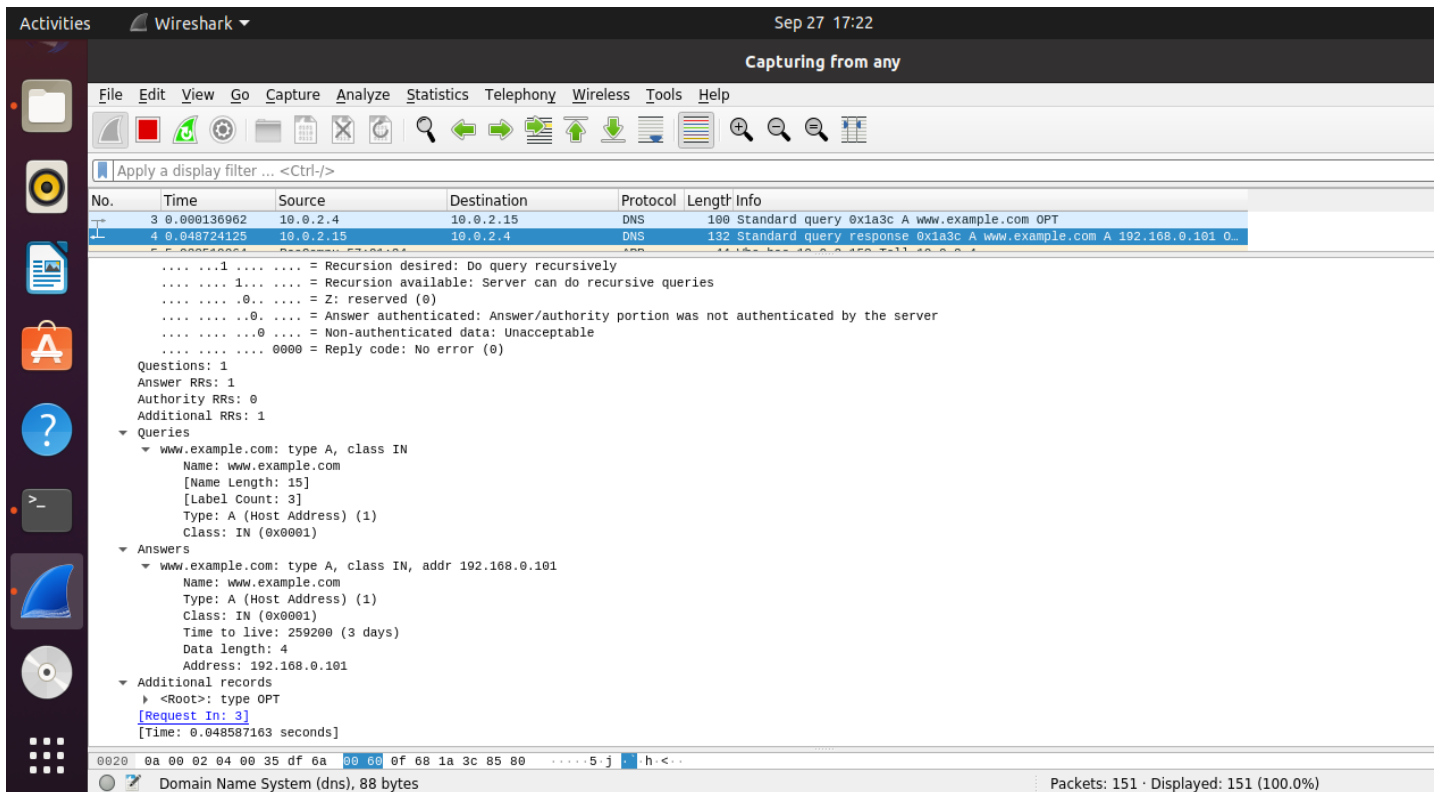 Activities Wireshark Sep 27 17:22
Capturing from any
File Edit View Go Capture Analyze Statistics Telephony Wireless Tools Help
Apply a display filter ... <Ctrl-/>
No. Time Source Destination Protocol Length Info
3 0.000136962 10.0.2.4 10.0.2.15 DNS 100 Standard query 0x1a3c A www.example.com OPT
4 0.048724125 10.0.2.15 10.0.2.4 DNS 132 Standard query response 0x1a3c A www.example.com A 192.168.0.101 O…
.... ...1 .... .... = Recursion desired: Do query recursively
.... .... 1... .... = Recursion available: Server can do recursive queries
.... .... .0.. .... = Z: reserved (0)
.... .... ..0. .... = Answer authenticated: Answer/authority portion was not authenticated by the server
.... .... ...0 .... = Non-authenticated data: Unacceptable
.... .... .... 0000 = Reply code: No error (0)
Questions: 1
Answer RRs: 1
Authority RRs: 0
Additional RRs: 1
Queries
www.example.com: type A, class IN
Name: www.example.com
[Name Length: 15]
[Label Count: 3]
Type: A (Host Address) (1)
Class: IN (0x0001)
Answers
www.example.com: type A, class IN, addr 192.168.0.101
Name: www.example.com
Type: A (Host Address) (1)
Class: IN (0x0001)
Time to live: 259200 (3 days)
Data length: 4
Address: 192.168.0.101
Additional records
<Root>: type OPT
[Request In: 3]
[Time: 0.048587163 seconds]
0020 0a 00 02 04 00 35 df 6a 00 60 0f 68 1a 3c 85 80 ·····5·j ·`·h·<··
Domain Name System (dns), 88 bytes Packets: 151 · Displayed: 151 (100.0%)